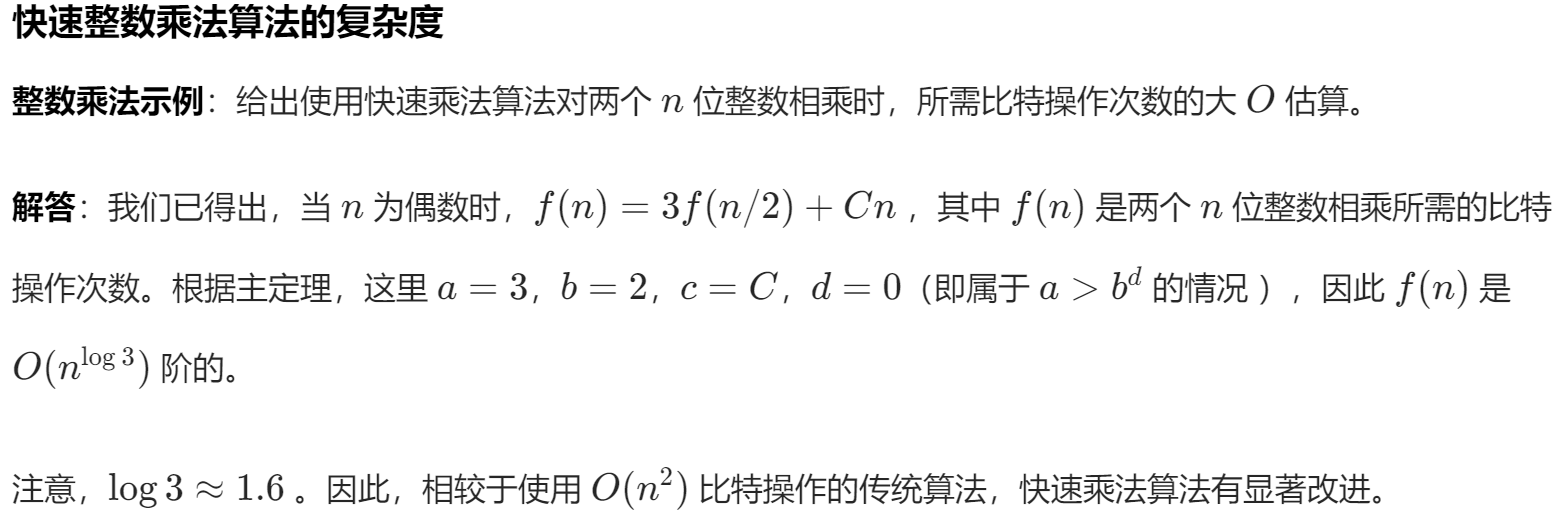 快速整数乘法算法的复杂度
整数乘法示例：给出使用快速乘法算法对两个 n 位整数相乘时，所需比特操作次数的大 O 估算。
解答：我们已得出，当 n 为偶数时，f(n) = 3f(n/2) + Cn ，其中 f(n) 是两个 n 位整数相乘所需的比特
操作次数。根据主定理，这里 a = 3，b = 2，c = C，d = 0（即属于 a > b^d 的情况 ），因此 f(n) 是
O(n^{log 3}) 阶的。
注意，log 3 ≈ 1.6 。因此，相较于使用 O(n^2) 比特操作的传统算法，快速乘法算法有显著改进。